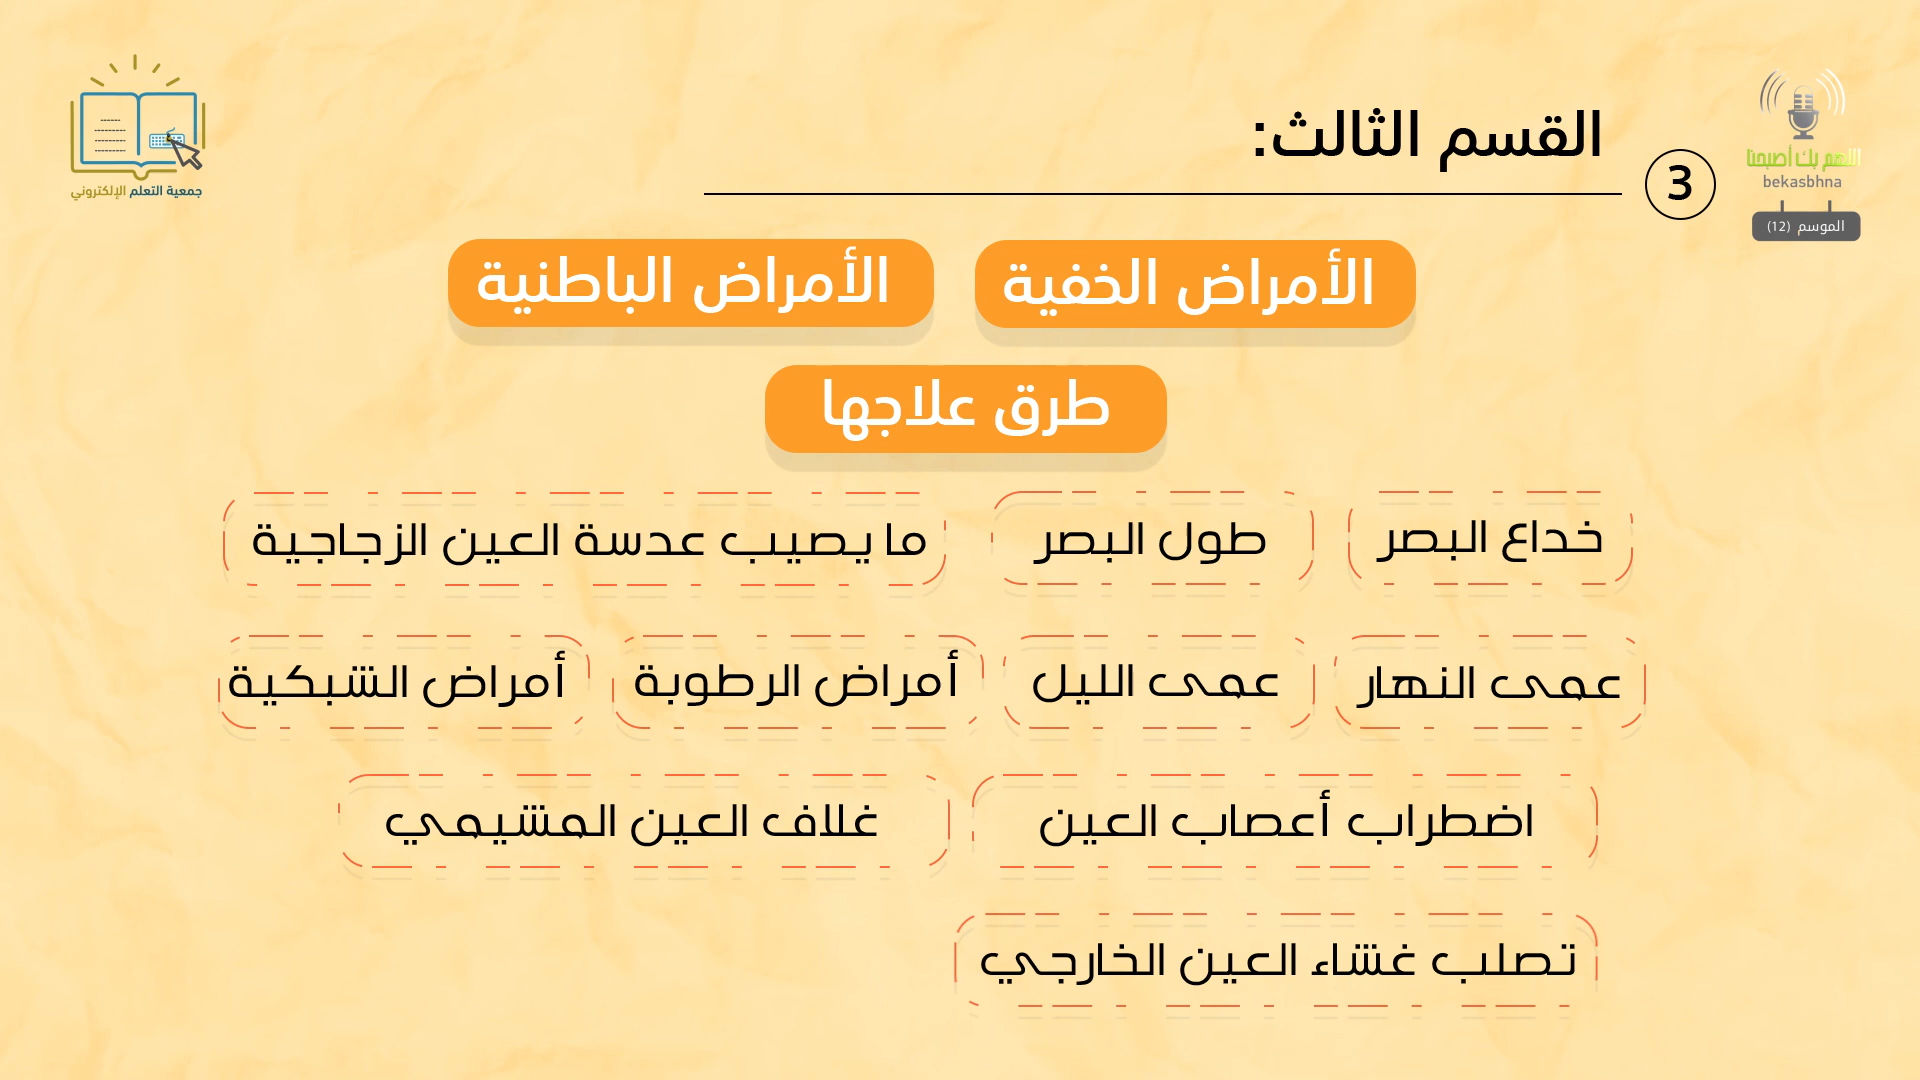 القسم الثالث:
3
اللهم بك أصبحنا
bekasbhna
الموسم (12)
جمعية التعلم الإلكتروني
الأمراض الخفية
الأمراض الباطنية
طرق علاجها
خداع البصر
طول البصر
ما يصيب عدسة العين الزجاجية
عمى النهار
عمى الليل
أمراض الرطوبة
أمراض الشبكية
اضطراب أعصاب العين
غلاف العين المشيمي
تصلب غشاء العين الخارجي